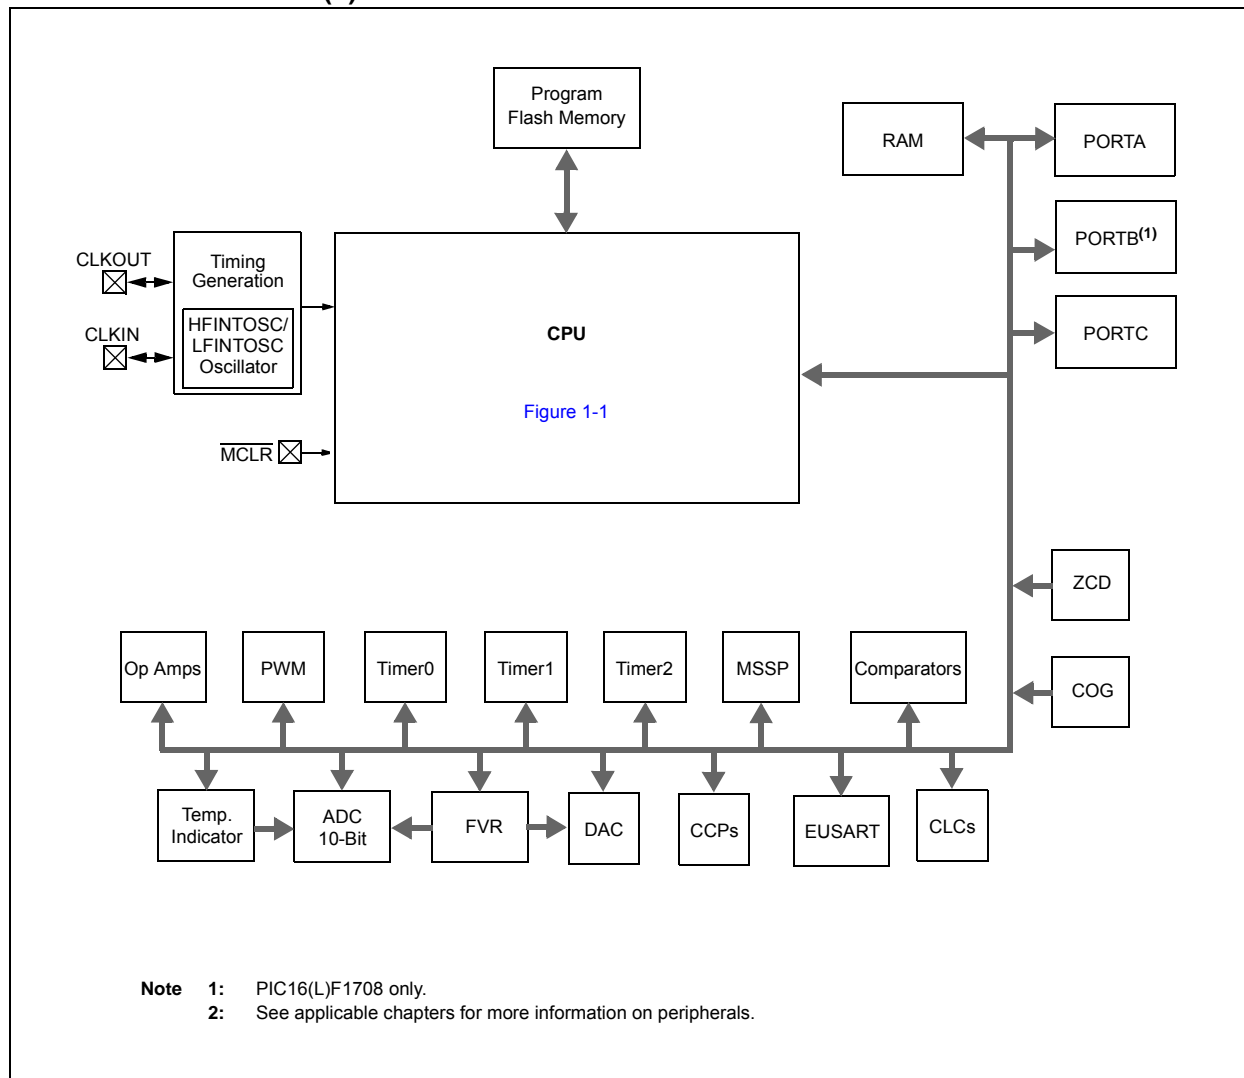 Program
Flash Memory
RAM
PORTA
PORTB(1)
PORTC
CLKOUT
Timing
Generation
CLKIN
HFINTOSC/
LFINTOSC
Oscillator
CPU
Figure 1-1
MCLR
ZCD
COG
Op Amps
PWM
Timer0
Timer1
Timer2
MSSP
Comparators
Temp.
Indicator
ADC
10-Bit
FVR
DAC
CCPs
EUSART
CLCs
Note 1: PIC16(L)F1708 only.
2: See applicable chapters for more information on peripherals.